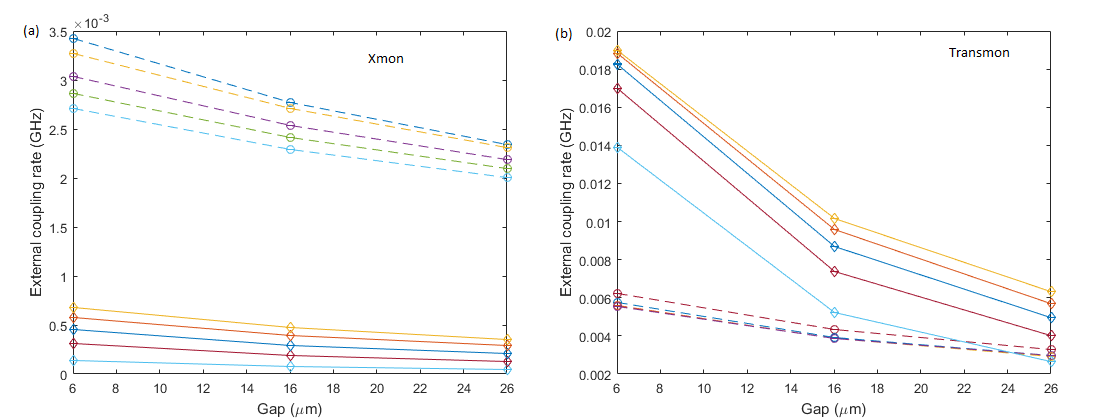 (a)
×10⁻³
Xmon
3.5
3
2.5
2
1.5
1
0.5
0
External coupling rate (GHz)
6 8 10 12 14 16 18 20 22 24 26
Gap (μm)
(b)
Transmon
0.02
0.018
0.016
0.014
0.012
0.01
0.008
0.006
0.004
0.002
External coupling rate (GHz)
6 8 10 12 14 16 18 20 22 24 26
Gap (μm)